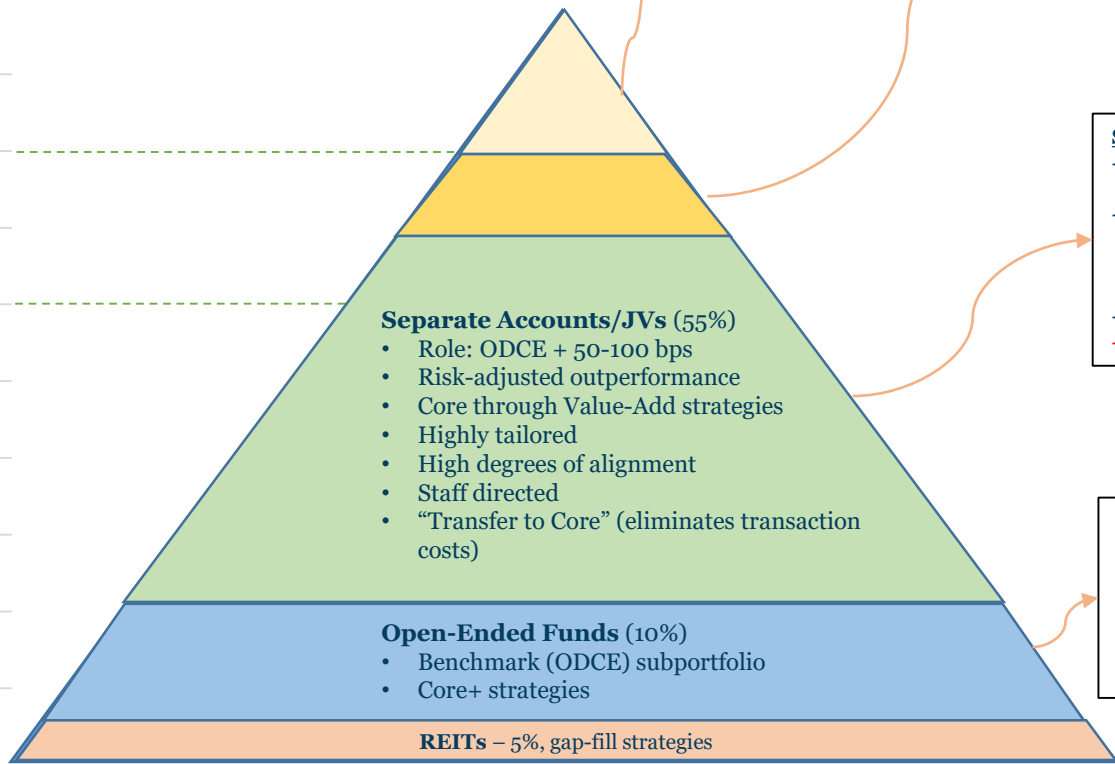 Separate Accounts/JVs (55%)
• Role: ODCE + 50-100 bps
• Risk-adjusted outperformance
• Core through Value-Add strategies
• Highly tailored
• High degrees of alignment
• Staff directed
• “Transfer to Core” (eliminates transaction
costs)
Open-Ended Funds (10%)
• Benchmark (ODCE) subportfolio
• Core+ strategies
REITs – 5%, gap-fill strategies